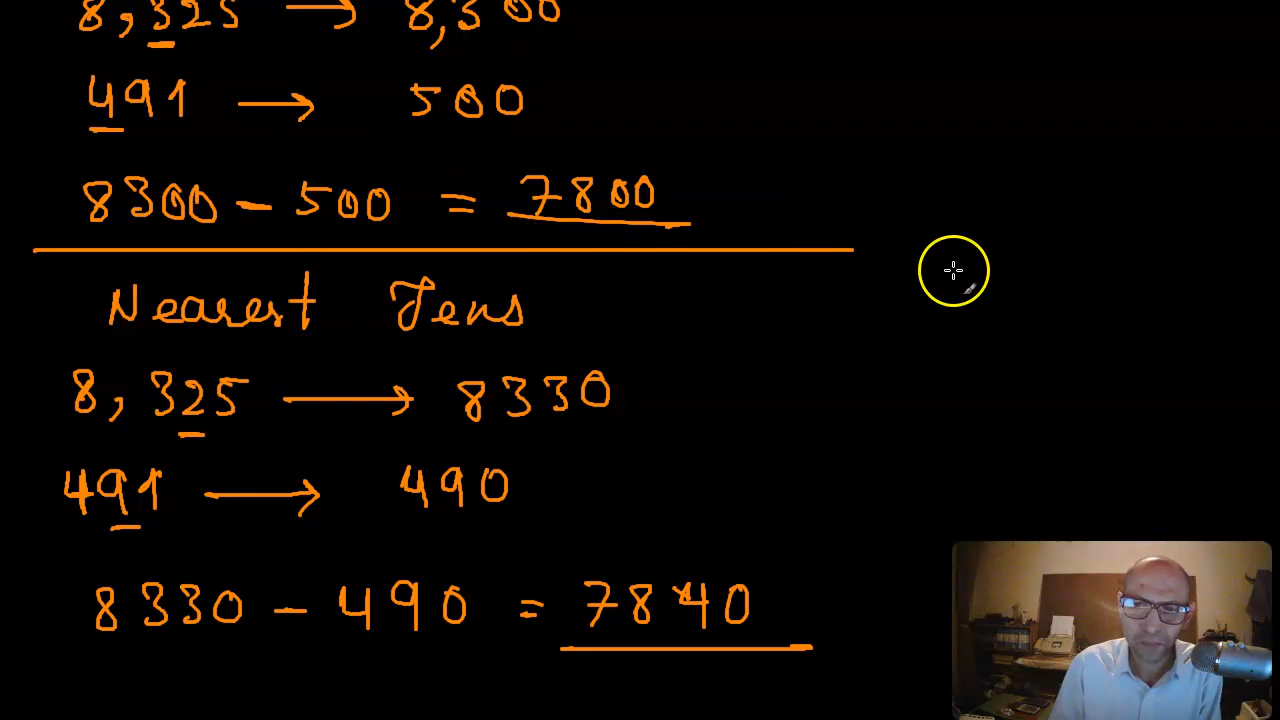 8,325 → 8,300
491 → 500
8300 - 500 = 7800
Nearest Tens
8,325 → 8330
491 → 490
8330 - 490 = 7840